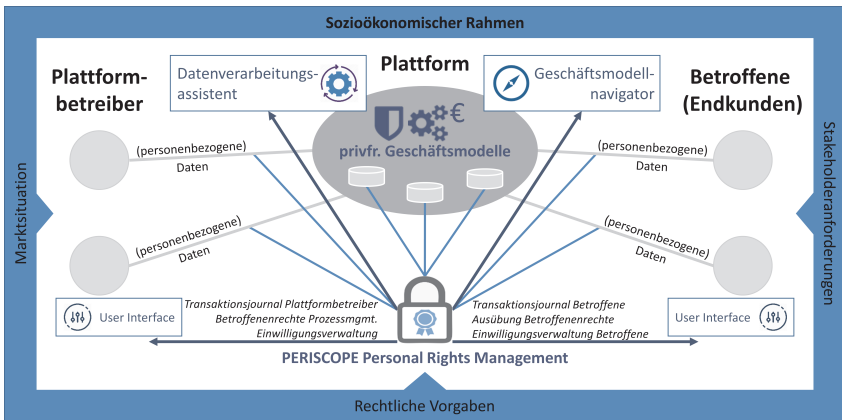 Sozioökonomischer Rahmen
Plattform-
betreiber
Datenverarbeitungs-
assistent
Plattform
Geschäftsmodell-
navigator
Betroffene
(Endkunden)
€
privfr. Geschäftsmodelle
(personenbezogene)
Daten
(personenbezogene)
Daten
(personenbezogene)
Daten
(personenbezogene)
Daten
Marktsituation
Stakeholderanforderungen
User Interface
Transaktionsjournal Plattformbetreiber
Betroffenenrechte Prozessmgmt.
Einwilligungsverwaltung
Transaktionsjournal Betroffene
Ausübung Betroffenenrechte
Einwilligungsverwaltung Betroffene
User Interface
PERISCOPE Personal Rights Management
Rechtliche Vorgaben